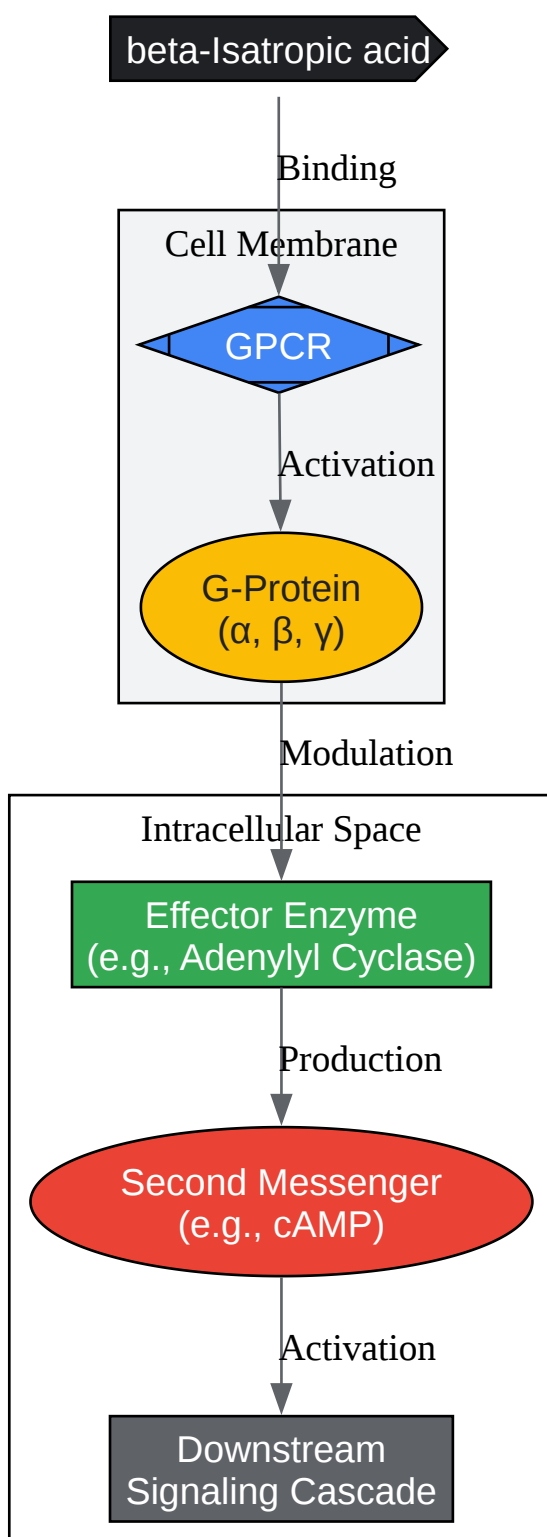 beta-Isatropic acid
Binding
Cell Membrane
GPCR
Activation
G-Protein
(α, β, γ)
Modulation
Intracellular Space
Effector Enzyme
(e.g., Adenylyl Cyclase)
Production
Second Messenger
(e.g., cAMP)
Activation
Downstream
Signaling Cascade